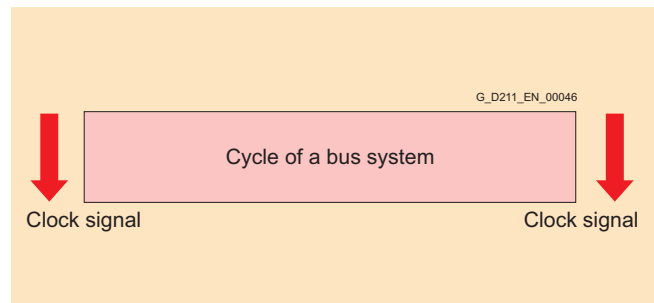 G_D211_EN_00046
Cycle of a bus system
Clock signal
Clock signal